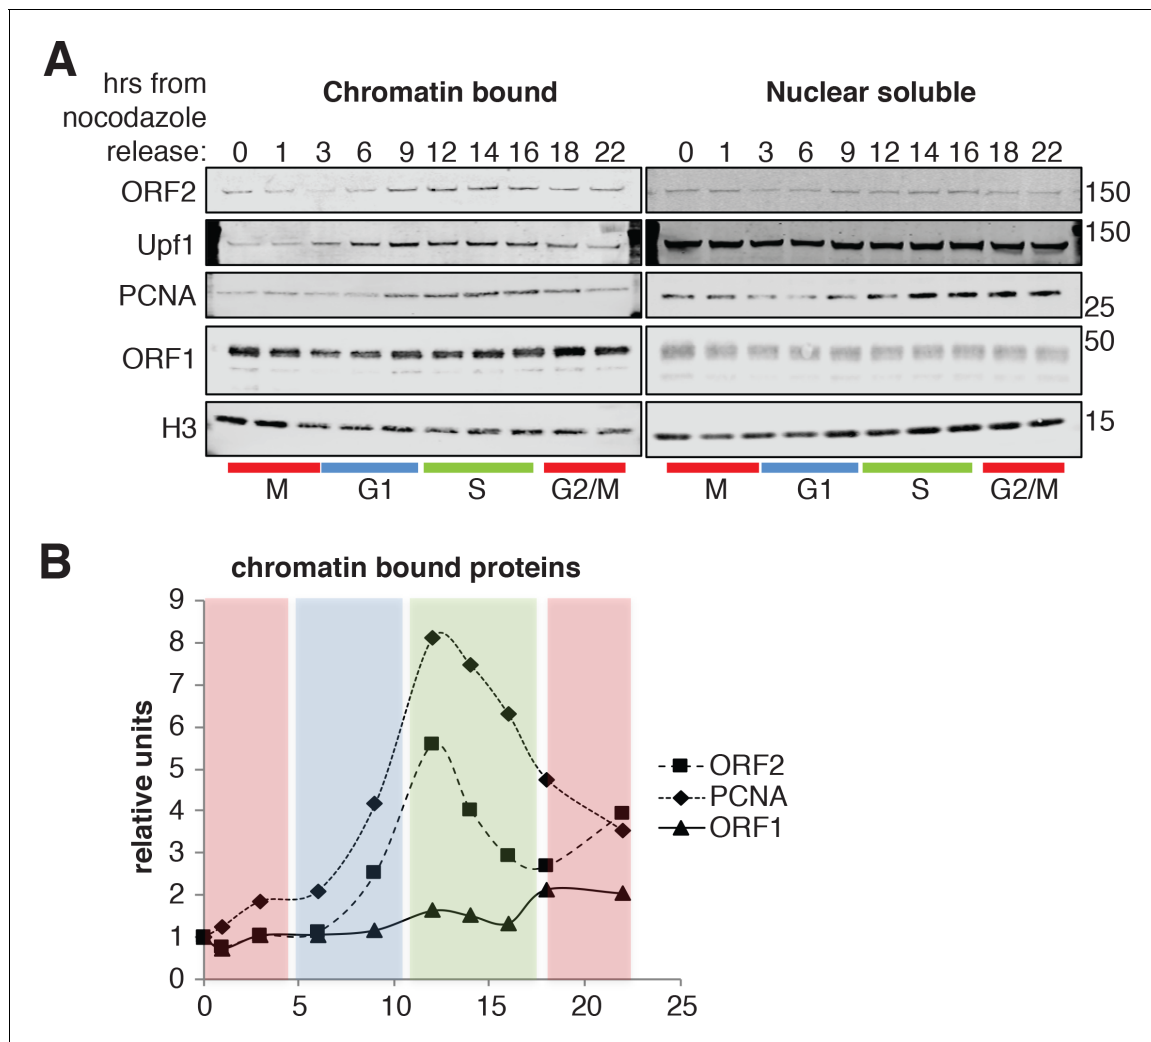 A
hrs from
nocodazole
release:
Chromatin bound
Nuclear soluble
0 1 3 6 9 12 14 16 18 22
0 1 3 6 9 12 14 16 18 22
ORF2
150
Upf1
150
PCNA
25
ORF1
50
H3
15
M G1 S G2/M
M G1 S G2/M
B
chromatin bound proteins
relative units
9
8
7
6
5
4
3
2
1
0
0 5 10 15 20 25
ORF2
PCNA
ORF1